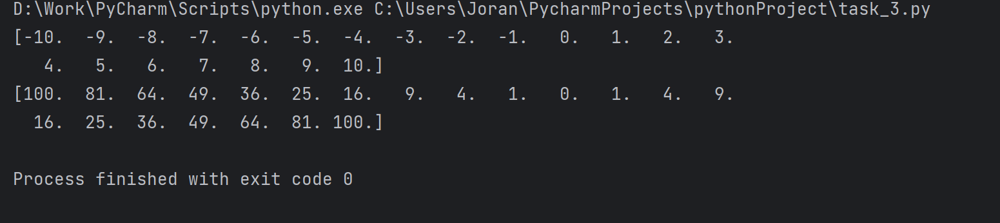 D:\Work\PyCharm\Scripts\python.exe C:\Users\Joran\PycharmProjects\pythonProject\task_3.py
[-10.  -9.  -8.  -7.  -6.  -5.  -4.  -3.  -2.  -1.   0.   1.   2.   3.
   4.   5.   6.   7.   8.   9.  10.]
[100.  81.  64.  49.  36.  25.  16.   9.   4.   1.   0.   1.   4.   9.
  16.  25.  36.  49.  64.  81. 100.]
Process finished with exit code 0